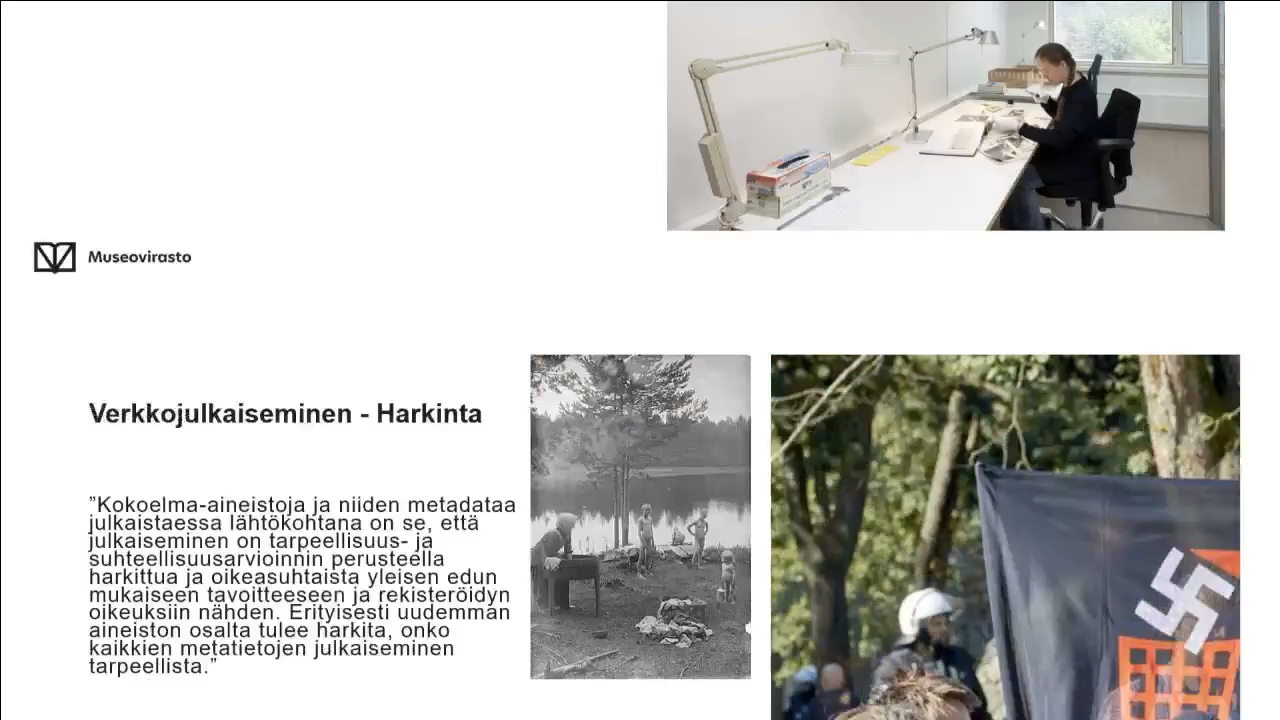 Museovirasto
Verkkojulkaiseminen - Harkinta
”Kokoelma-aineistoja ja niiden metadataa
julkaistaessa lähtökohtana on se, että
julkaiseminen on tarpeellisuus- ja
suhteellisuusarvioinnin perusteella
harkittua ja oikeasuhtaista yleisen edun
mukaiseen tavoitteeseen ja rekisteröidyn
oikeuksiin nähden. Erityisesti uudemman
aineiston osalta tulee harkita, onko
kaikkien metatietojen julkaiseminen
tarpeellista.”